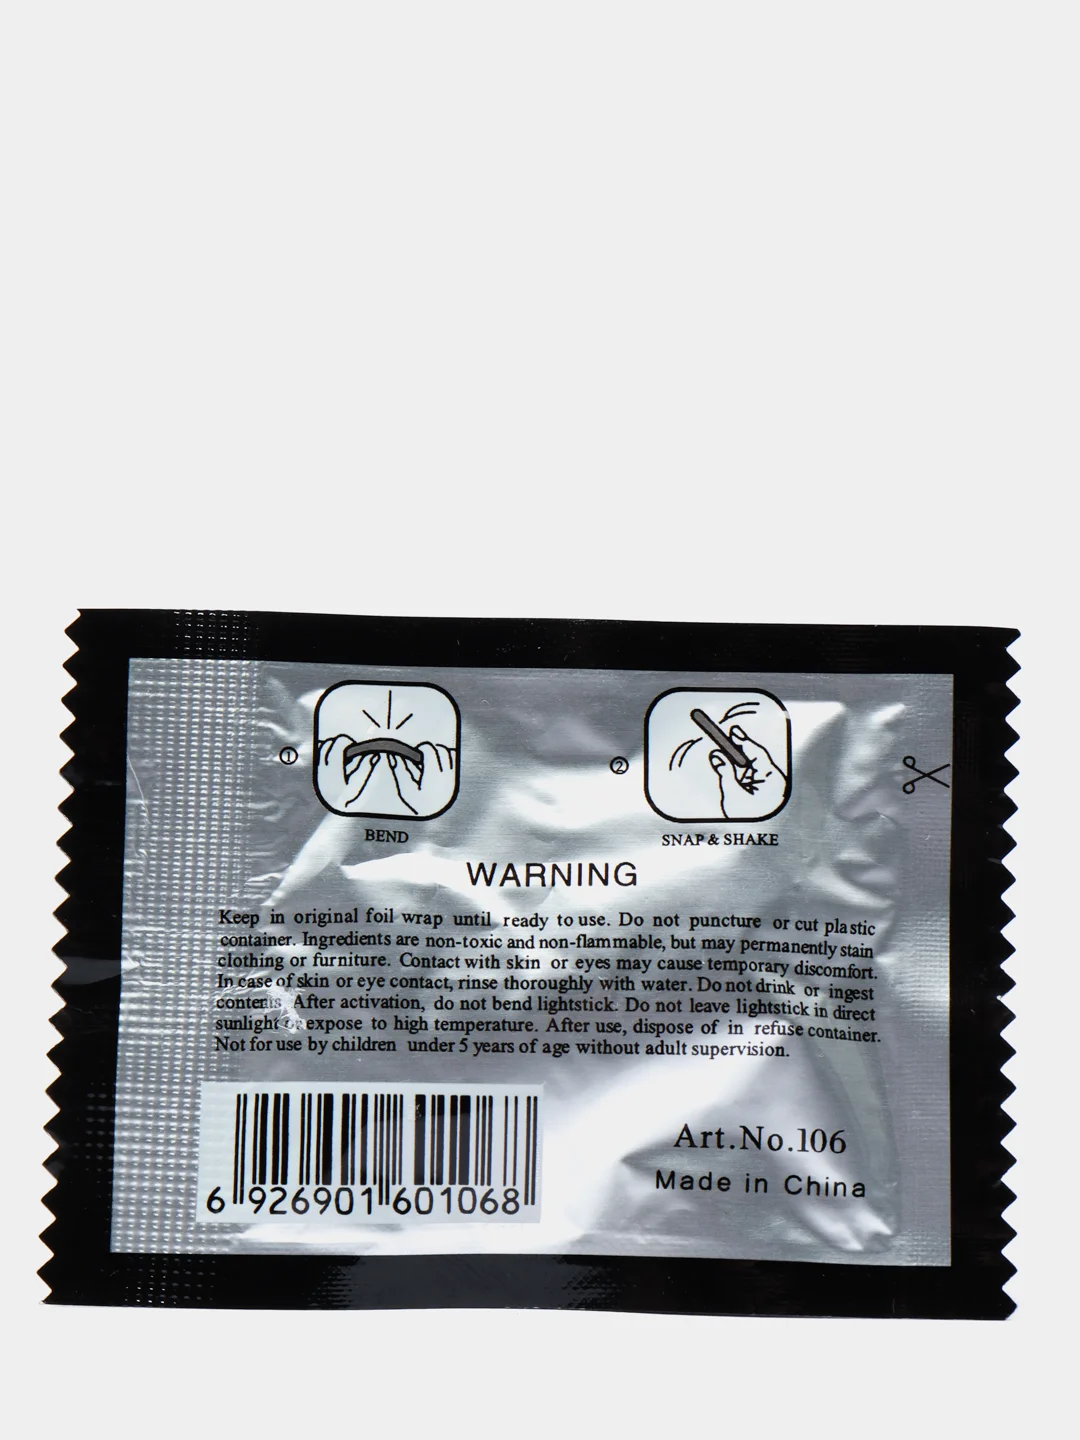 ①
②
BEND
SNAP & SHAKE
WARNING
Keep in original foil wrap until ready to use. Do not puncture or cut plastic
container. Ingredients are non-toxic and non-flammable, but may permanently stain
clothing or furniture. Contact with skin or eyes may cause temporary discomfort.
In case of skin or eye contact, rinse thoroughly with water. Do not drink or ingest
contents After activation, do not bend lightstick. Do not leave lightstick in direct
sunlight or expose to high temperature. After use, dispose of in refuse container.
Not for use by children under 5 years of age without adult supervision.
Art.No.106
Made in China
6 926901 601068